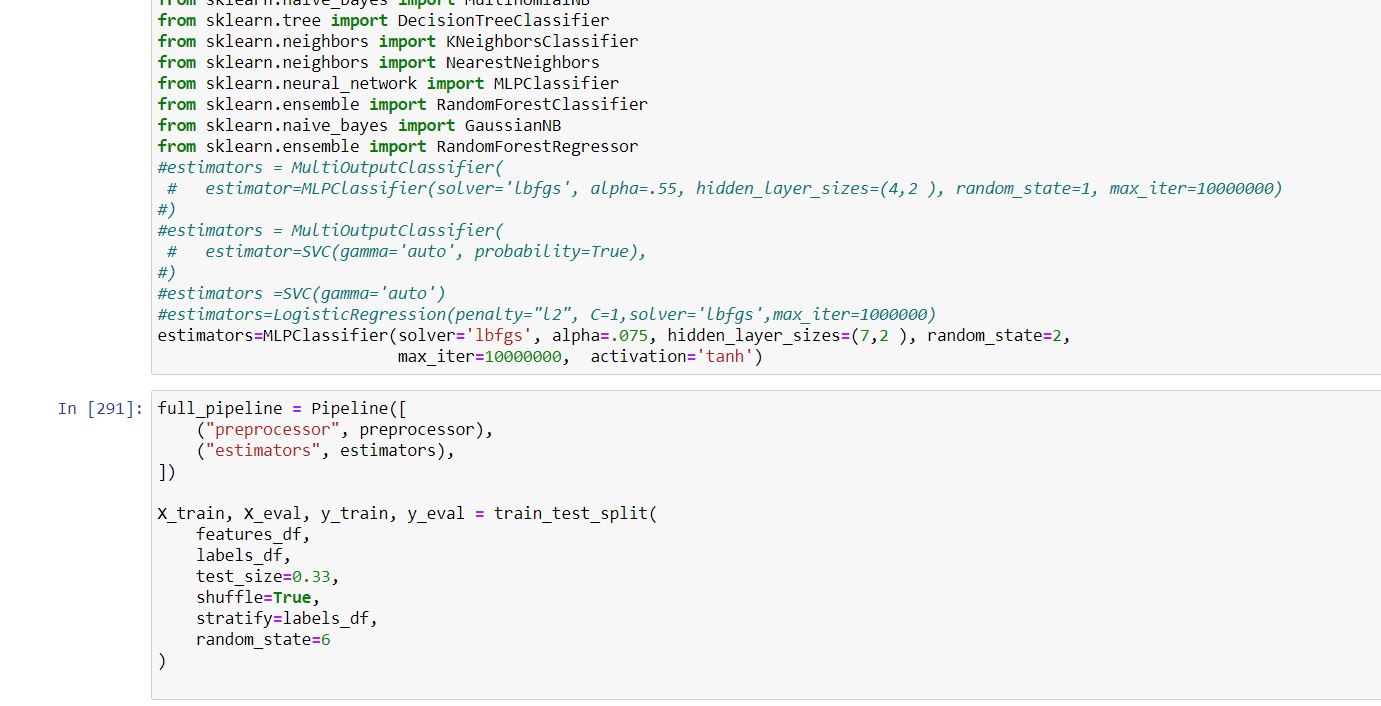 from sklearn.naive_bayes import MultinomialNB
from sklearn.tree import DecisionTreeClassifier
from sklearn.neighbors import KNeighborsClassifier
from sklearn.neighbors import NearestNeighbors
from sklearn.neural_network import MLPClassifier
from sklearn.ensemble import RandomForestClassifier
from sklearn.naive_bayes import GaussianNB
from sklearn.ensemble import RandomForestRegressor
#estimators = MultiOutputClassifier(
 #   estimator=MLPClassifier(solver='lbfgs', alpha=.55, hidden_layer_sizes=(4,2 ), random_state=1, max_iter=10000000)
#)
#estimators = MultiOutputClassifier(
 #   estimator=SVC(gamma='auto', probability=True),
#)
#estimators =SVC(gamma='auto')
#estimators=LogisticRegression(penalty="l2", C=1,solver='lbfgs',max_iter=1000000)
estimators=MLPClassifier(solver='lbfgs', alpha=.075, hidden_layer_sizes=(7,2 ), random_state=2,
                         max_iter=10000000,  activation='tanh')
In [291]: full_pipeline = Pipeline([
    ("preprocessor", preprocessor),
    ("estimators", estimators),
])
X_train, X_eval, y_train, y_eval = train_test_split(
    features_df,
    labels_df,
    test_size=0.33,
    shuffle=True,
    stratify=labels_df,
    random_state=6
)